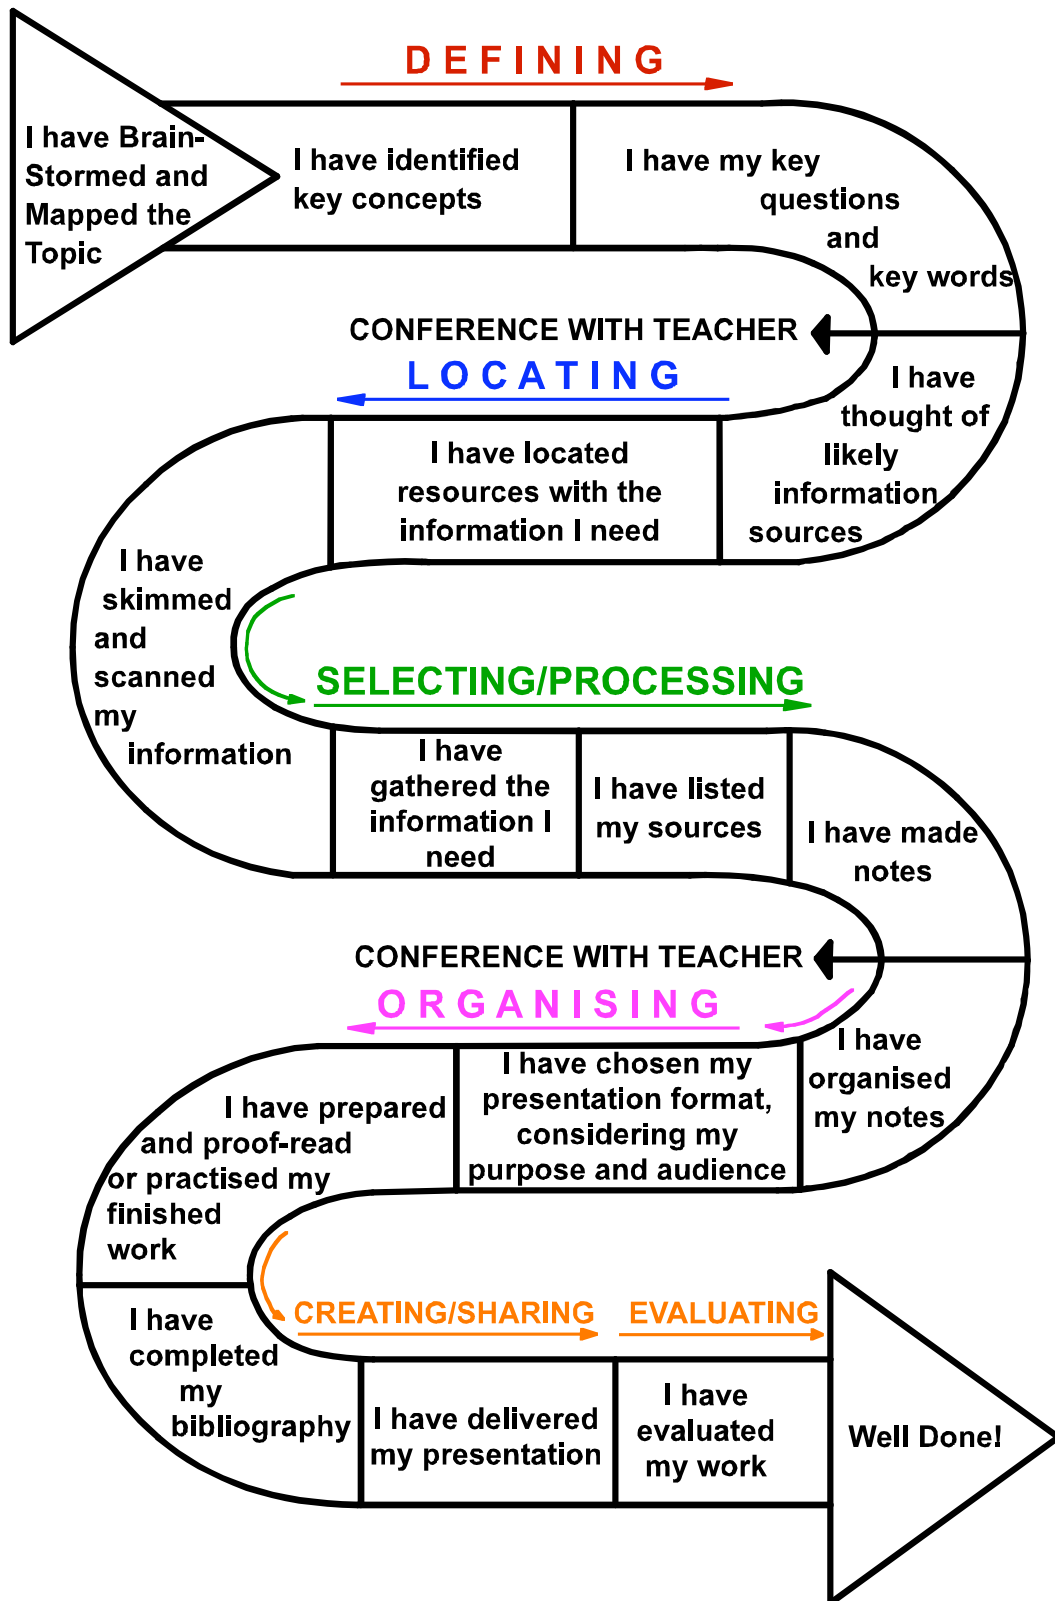 DEFINING
I have Brain-
Stormed and
Mapped the
Topic
I have identified
key concepts
I have my key
questions
and
key words
CONFERENCE WITH TEACHER
LOCATING
I have
thought of
likely
information
sources
I have located
resources with the
information I need
I have
skimmed
and
scanned
my
information
SELECTING/PROCESSING
I have
gathered the
information I
need
I have listed
my sources
I have made
notes
CONFERENCE WITH TEACHER
ORGANISING
I have
organised
my notes
I have chosen my
presentation format,
considering my
purpose and audience
I have prepared
and proof-read
or practised my
finished
work
CREATING/SHARING
EVALUATING
I have
completed
my
bibliography
I have delivered
my presentation
I have
evaluated
my work
Well Done!